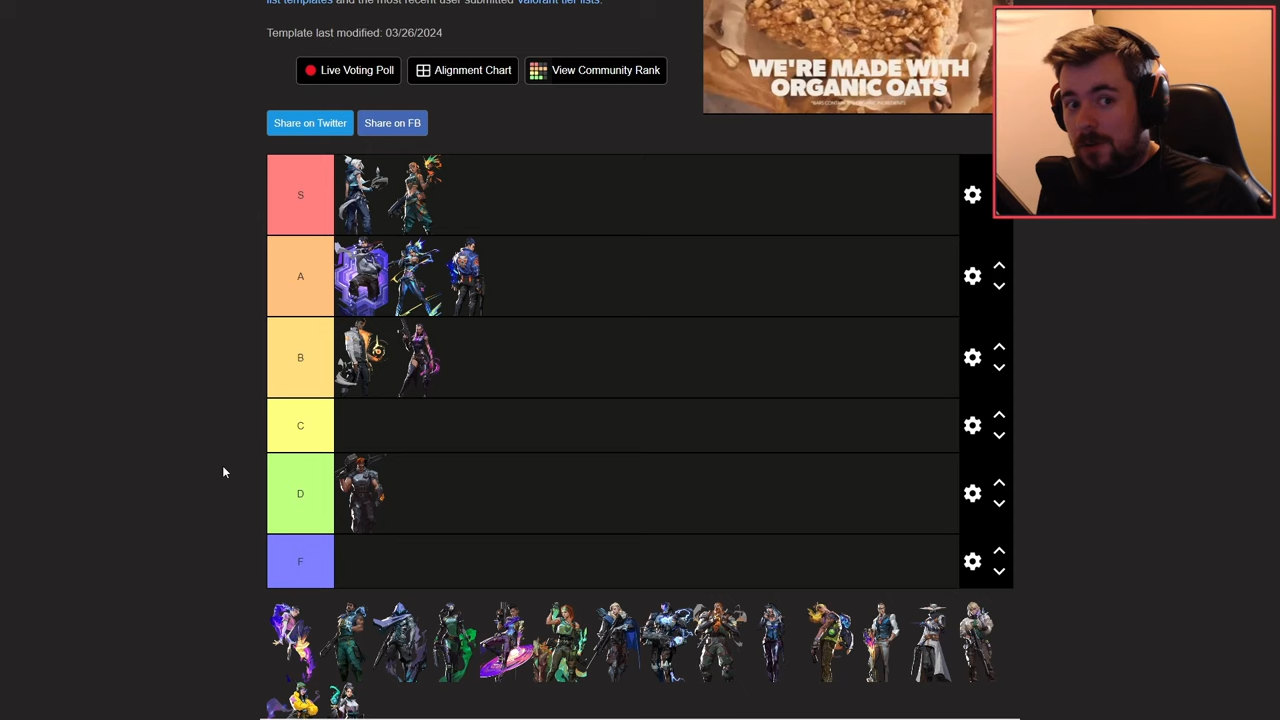 list templates and the most recent user submitted Valorant tier lists.
Template last modified: 03/26/2024
Live Voting Poll
Alignment Chart
View Community Rank
WE'RE MADE WITH
ORGANIC OATS
Share on Twitter
Share on FB
S
A
B
C
D
F